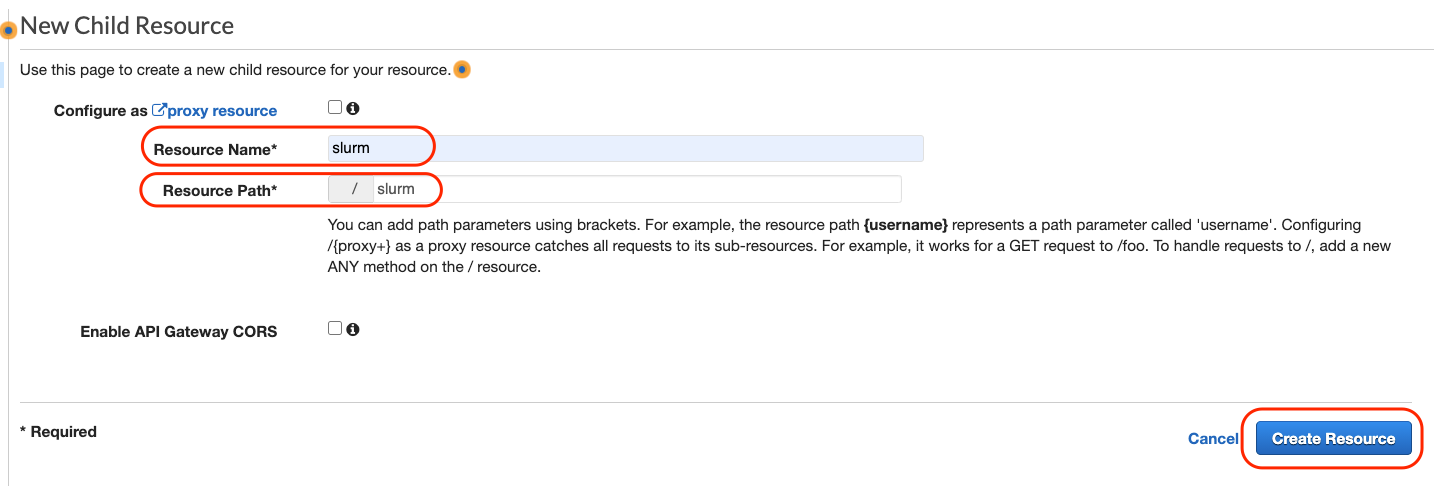 New Child Resource
Use this page to create a new child resource for your resource.
Configure as proxy resource
Resource Name* slurm
Resource Path* / slurm
You can add path parameters using brackets. For example, the resource path {username} represents a path parameter called 'username'. Configuring
/{proxy+} as a proxy resource catches all requests to its sub-resources. For example, it works for a GET request to /foo. To handle requests to /, add a new
ANY method on the / resource.
Enable API Gateway CORS
* Required
Cancel Create Resource